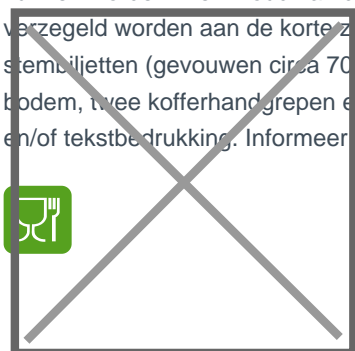 verzegeld worden aan de korte z
stembiljetten (gevouwen circa 70
bodem, twee kofferhandgrepen e
en/of tekstbedrukking. Informeer